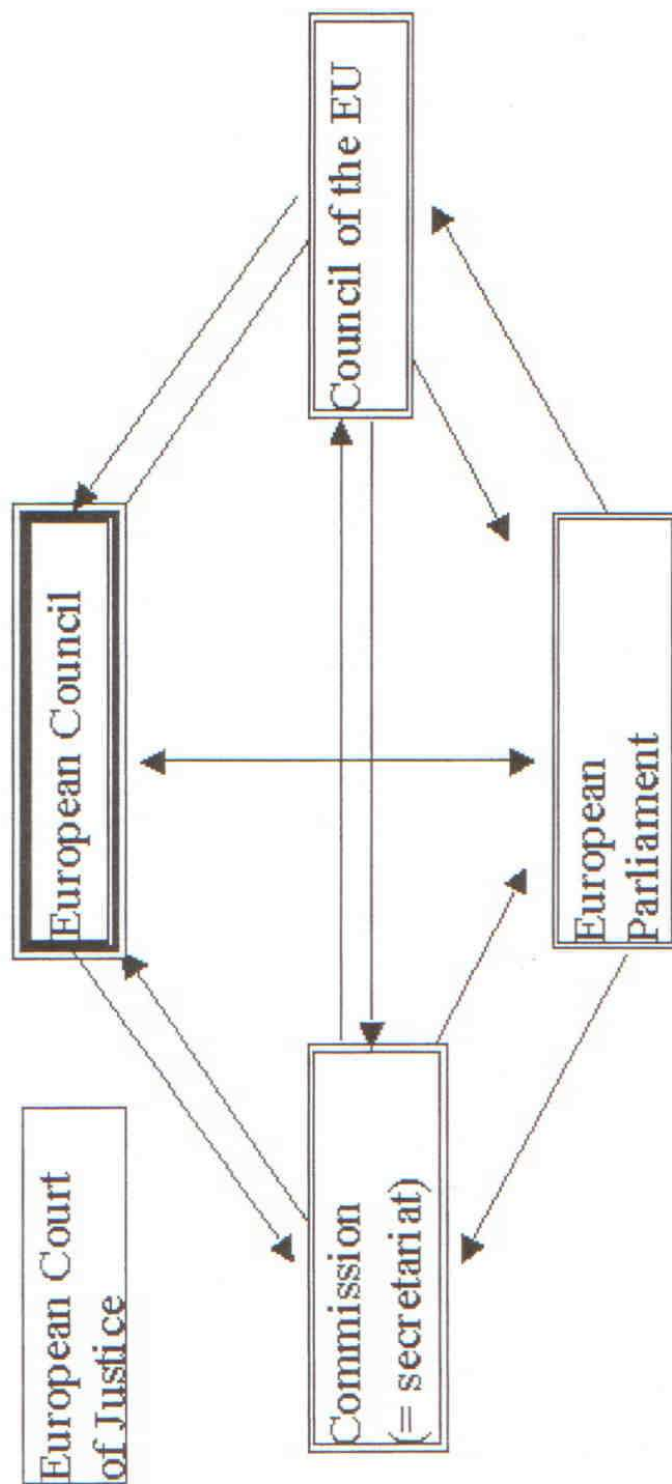 European Court
of Justice
European Council
Commission
(= secretariat)
Council of the EU
European
Parliament